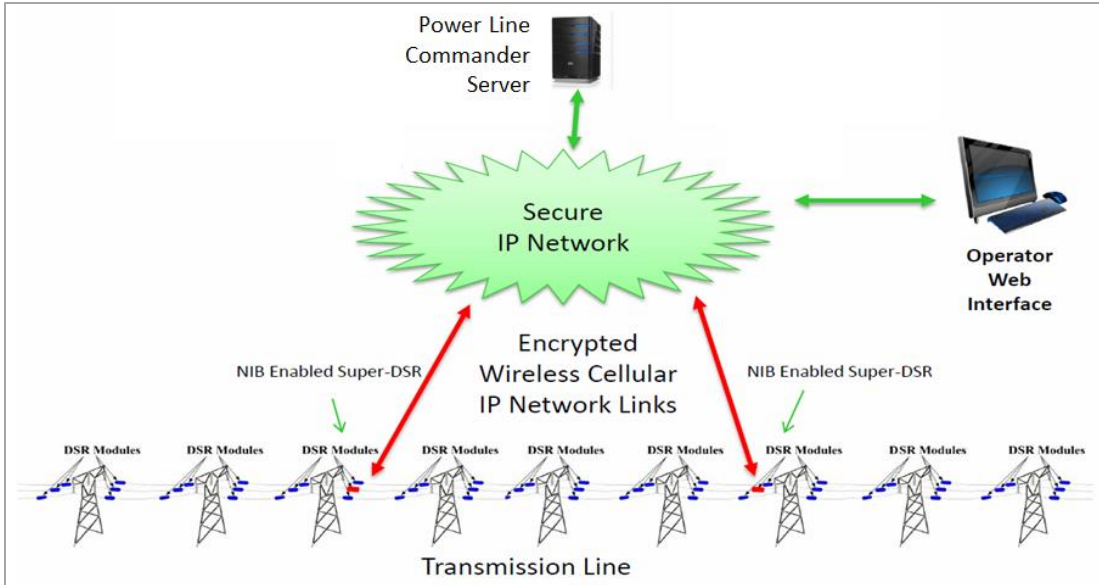 Power Line
Commander
Server
Secure
IP Network
Operator
Web
Interface
Encrypted
Wireless Cellular
IP Network Links
NIB Enabled Super-DSR
NIB Enabled Super-DSR
DSR Modules
DSR Modules
DSR Modules
DSR Modules
DSR Modules
DSR Modules
DSR Modules
DSR Modules
DSR Modules
Transmission Line